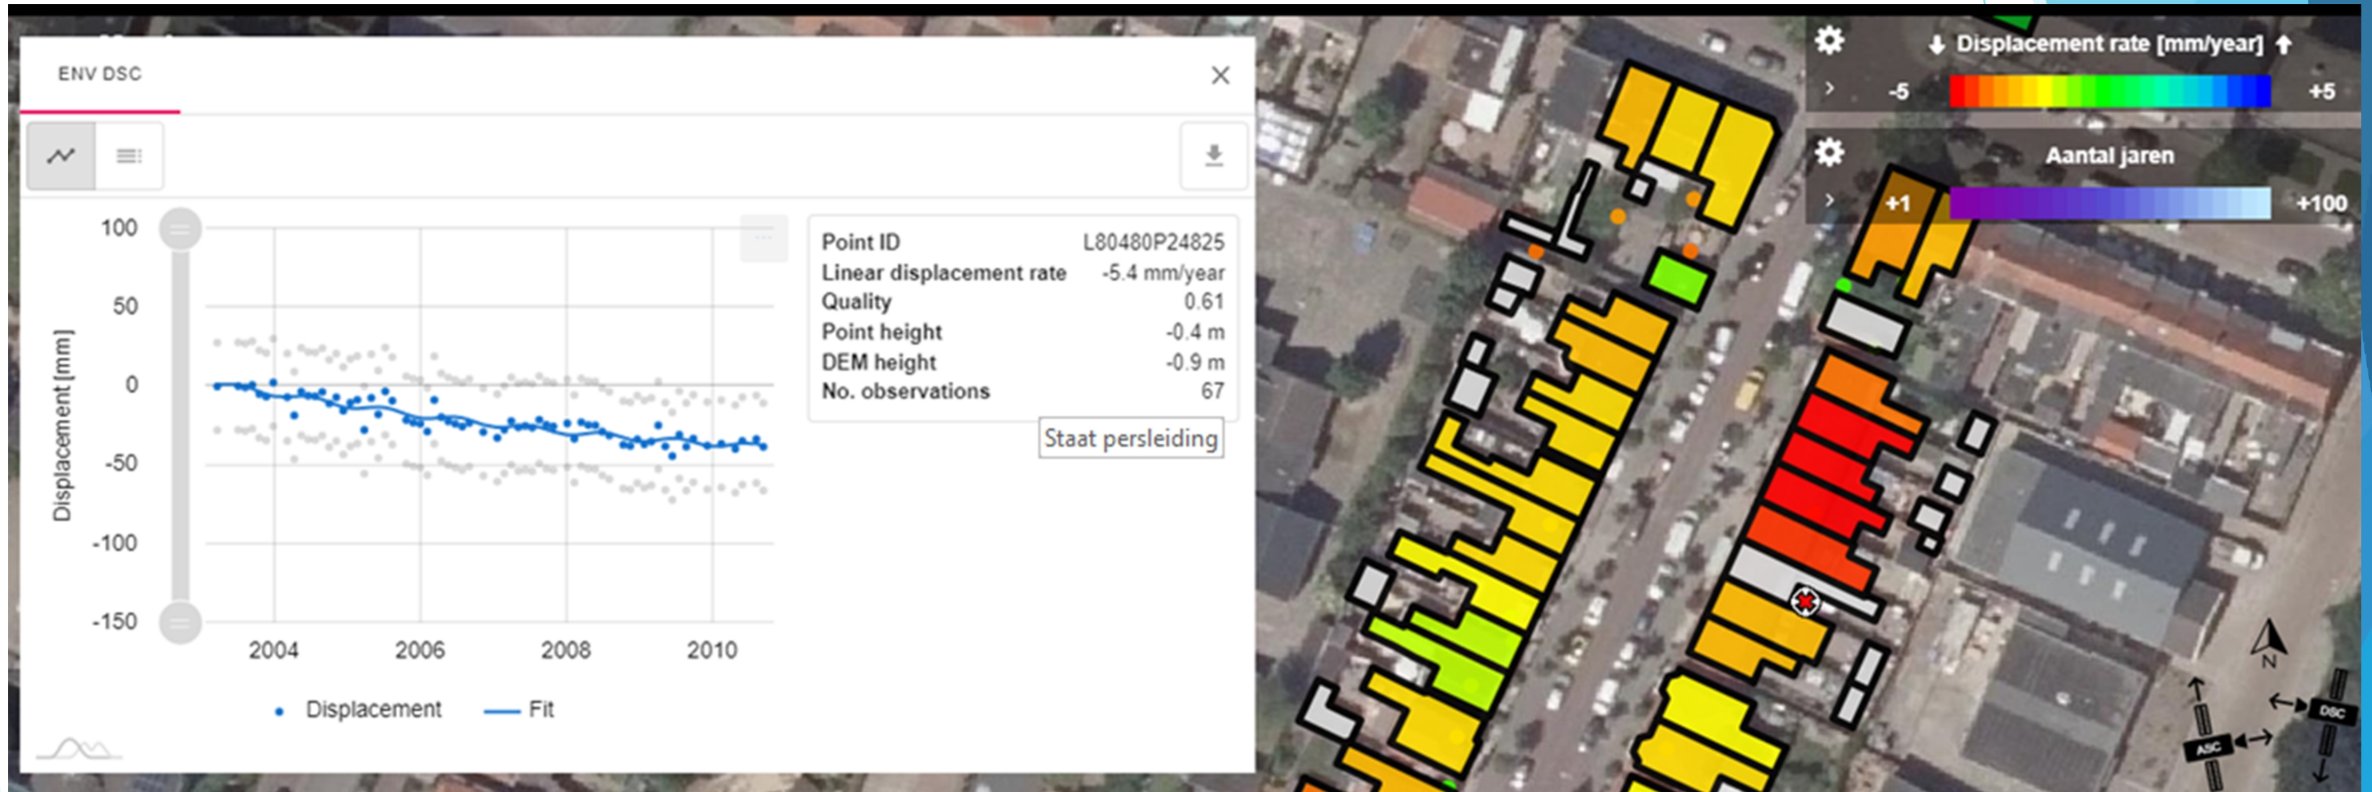 ENV DSC
100
50
0
-50
-100
-150
Displacement [mm]
2004 2006 2008 2010
Displacement Fit
Point ID L80480P24825
Linear displacement rate -5.4 mm/year
Quality 0.61
Point height -0.4 m
DEM height -0.9 m
No. observations 67
Staat persleiding
Displacement rate [mm/year]
-5 +5
Aantal jaren
+1 +100
N
ASC
DSC